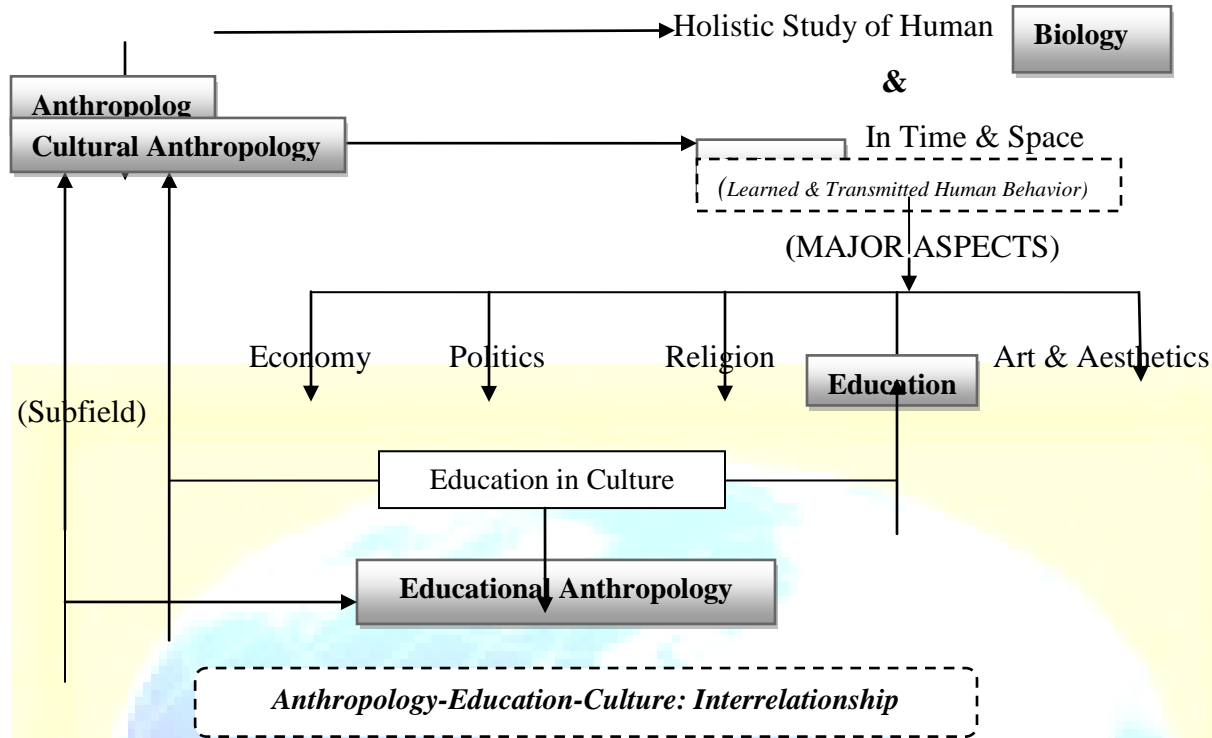 Holistic Study of Human Biology
&
Anthropolog
Cultural Anthropology
In Time & Space
(Learned & Transmitted Human Behavior)
(MAJOR ASPECTS)
Economy Politics Religion Education Art & Aesthetics
(Subfield)
Education in Culture
Educational Anthropology
Anthropology-Education-Culture: Interrelationship